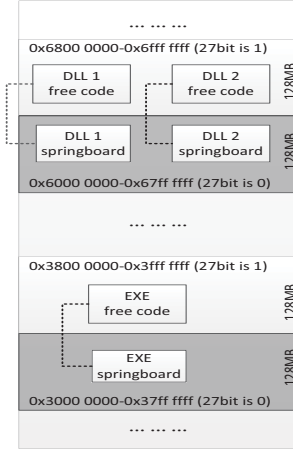 ... ... ...
0x6800 0000-0x6fff ffff (27bit is 1)
DLL 1
free code
DLL 2
free code
128MB
DLL 1
springboard
DLL 2
springboard
128MB
0x6000 0000-0x67ff ffff (27bit is 0)
... ... ...
0x3800 0000-0x3fff ffff (27bit is 1)
EXE
free code
128MB
EXE
springboard
128MB
0x3000 0000-0x37ff ffff (27bit is 0)
... ... ...